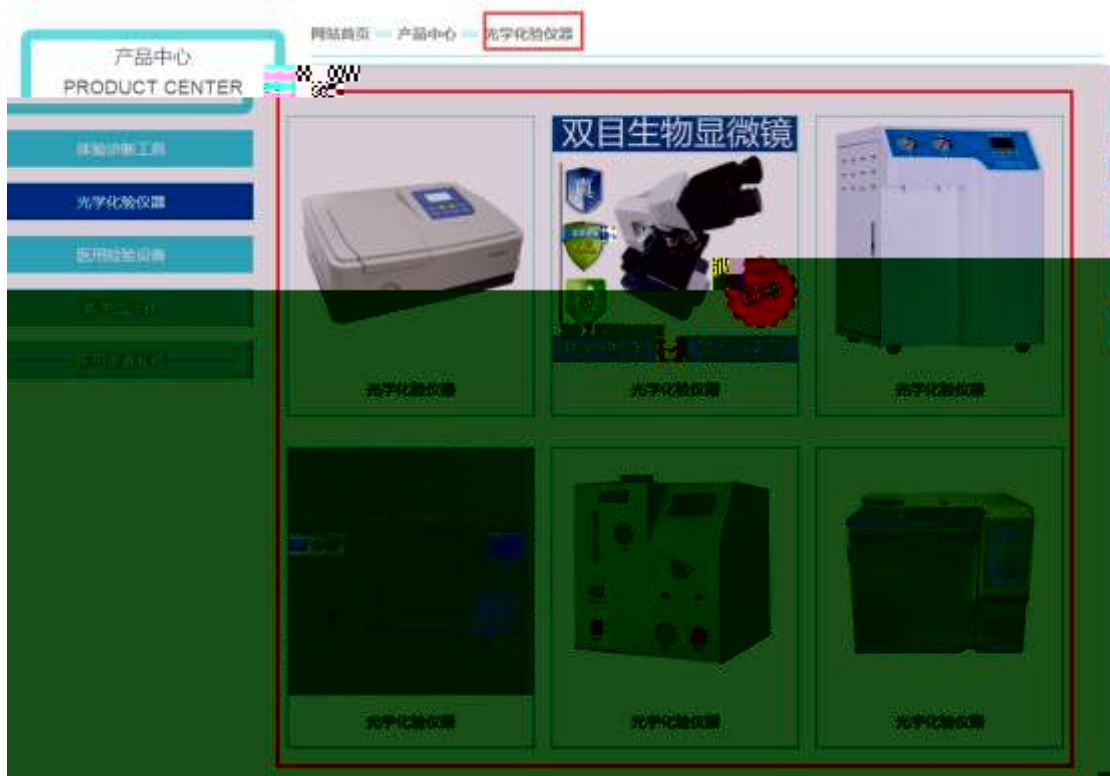 网站首页 产品中心 光学化验仪器
产品中心
PRODUCT CENTER
体验诊断工具
光学化验仪器
医用检验设备
双目生物显微镜
真
光学化验仪器
光学化验仪器
光学化验仪器
光学化验仪器
光学化验仪器
光学化验仪器